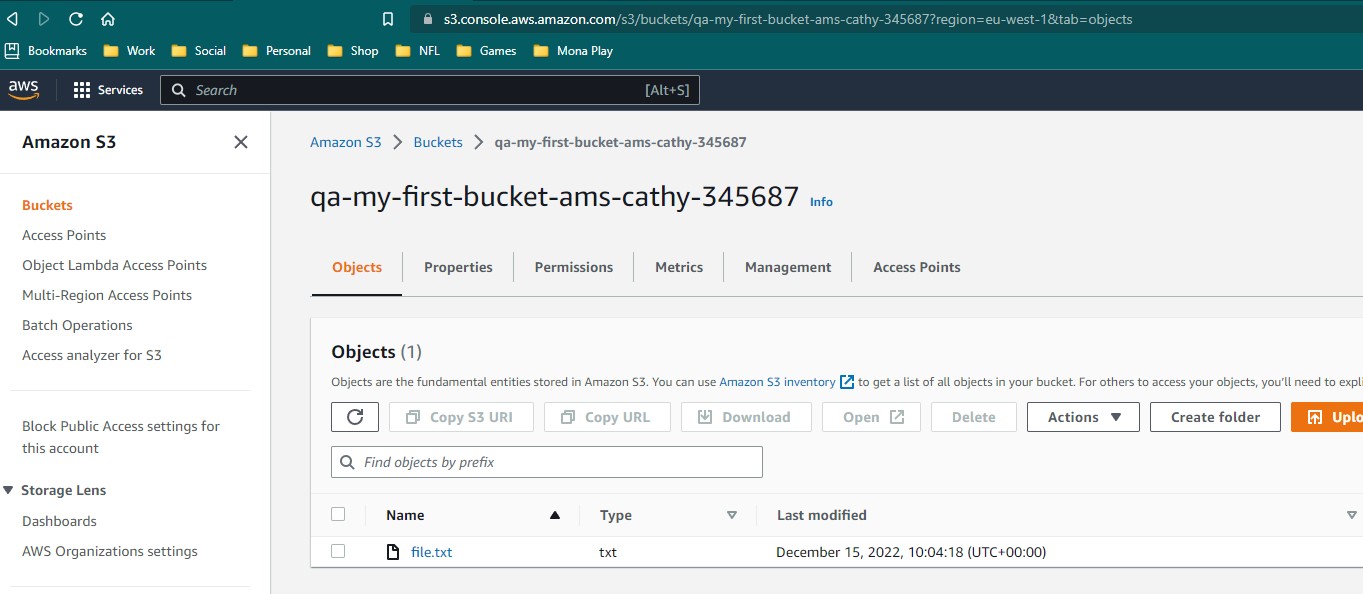 s3.console.aws.amazon.com/s3/buckets/qa-my-first-bucket-ams-cathy-345687?region=eu-west-1&tab=objects
Bookmarks Work Social Personal Shop NFL Games Mona Play
aws Services Search [Alt+S]
Amazon S3
Buckets
Access Points
Object Lambda Access Points
Multi-Region Access Points
Batch Operations
Access analyzer for S3
Block Public Access settings for
this account
Storage Lens
Dashboards
AWS Organizations settings
Amazon S3 Buckets qa-my-first-bucket-ams-cathy-345687
qa-my-first-bucket-ams-cathy-345687 Info
Objects Properties Permissions Metrics Management Access Points
Objects (1)
Objects are the fundamental entities stored in Amazon S3. You can use Amazon S3 inventory to get a list of all objects in your bucket. For others to access your objects, you'll need to expli
Copy S3 URI Copy URL Download Open Delete Actions Create folder Uplo
Find objects by prefix
Name Type Last modified
file.txt txt December 15, 2022, 10:04:18 (UTC+00:00)